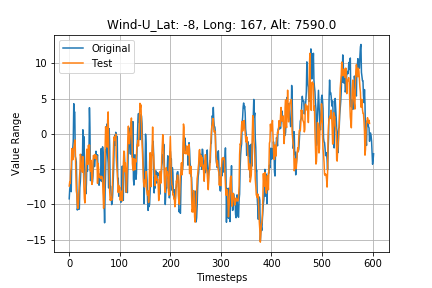 Wind-U_Lat: -8, Long: 167, Alt: 7590.0
Original
Test
Value Range
10
5
0
−5
−10
−15
0 100 200 300 400 500 600
Timesteps